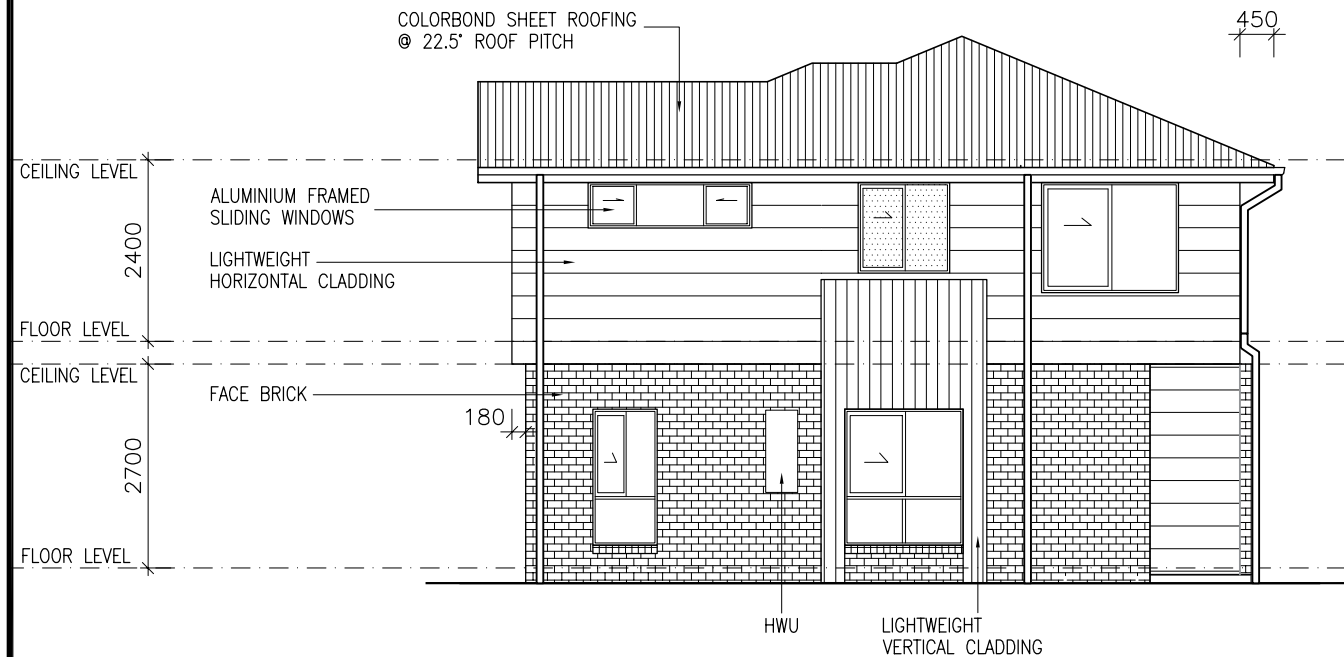 COLORBOND SHEET ROOFING
@ 22.5° ROOF PITCH
450
CEILING LEVEL
ALUMINIUM FRAMED
SLIDING WINDOWS
2400
LIGHTWEIGHT
HORIZONTAL CLADDING
FLOOR LEVEL
CEILING LEVEL
FACE BRICK
180
2700
FLOOR LEVEL
HWU
LIGHTWEIGHT
VERTICAL CLADDING